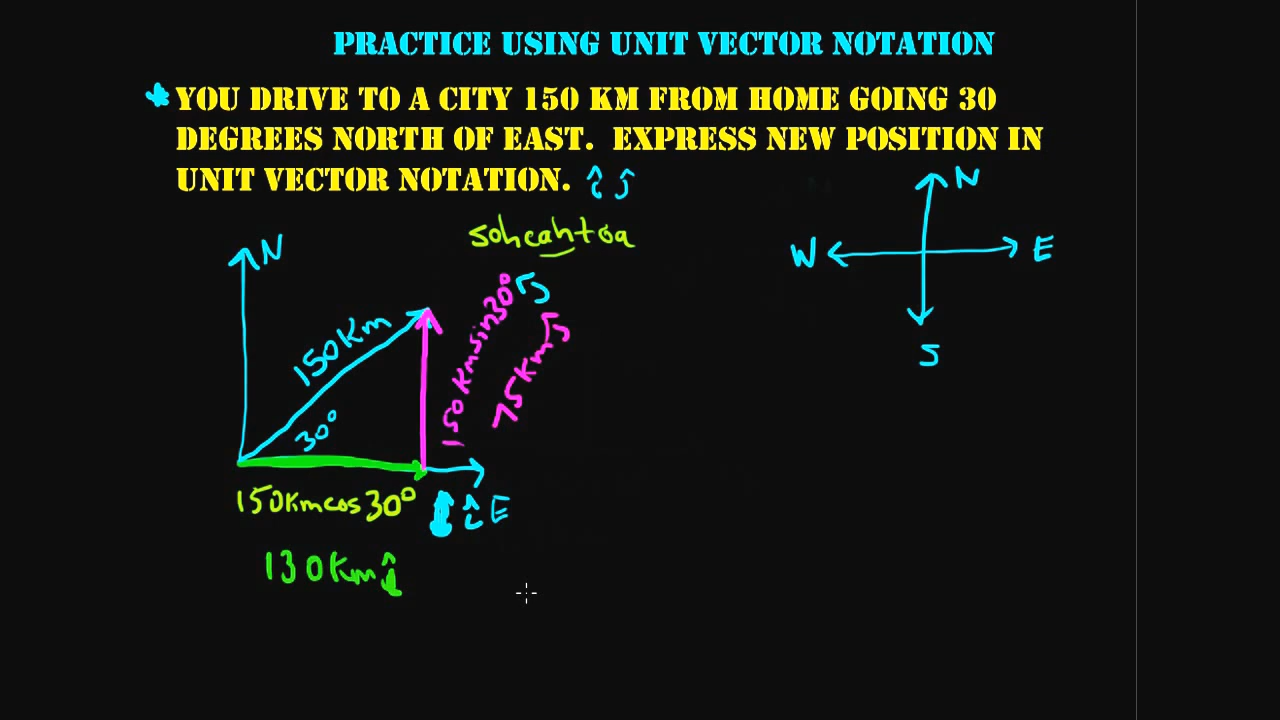 PRACTICE USING UNIT VECTOR NOTATION
* YOU DRIVE TO A CITY 150 KM FROM HOME GOING 30
DEGREES NORTH OF EAST. EXPRESS NEW POSITION IN
UNIT VECTOR NOTATION. î ĵ
N
W E
S
sohcahtoa
N
150Km
30°
150Kmsin30° ĵ
75Km ĵ
150Kmcos30° î E
130Km î